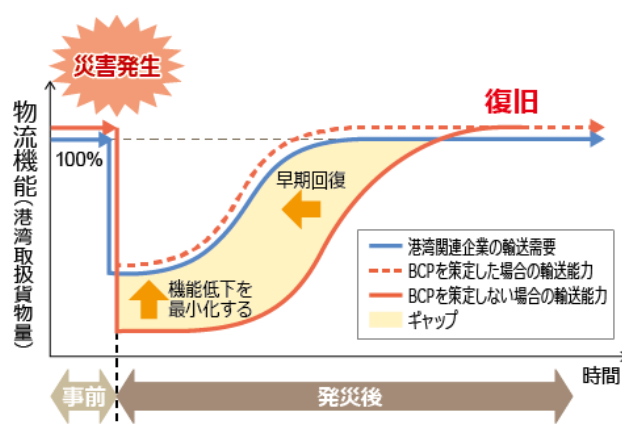 災害発生
物流機能(港湾取扱貨物量)
100%
復旧
早期回復
機能低下を
最小化する
港湾関連企業の輸送需要
BCPを策定した場合の輸送能力
BCPを策定しない場合の輸送能力
ギャップ
時間
事前
発災後